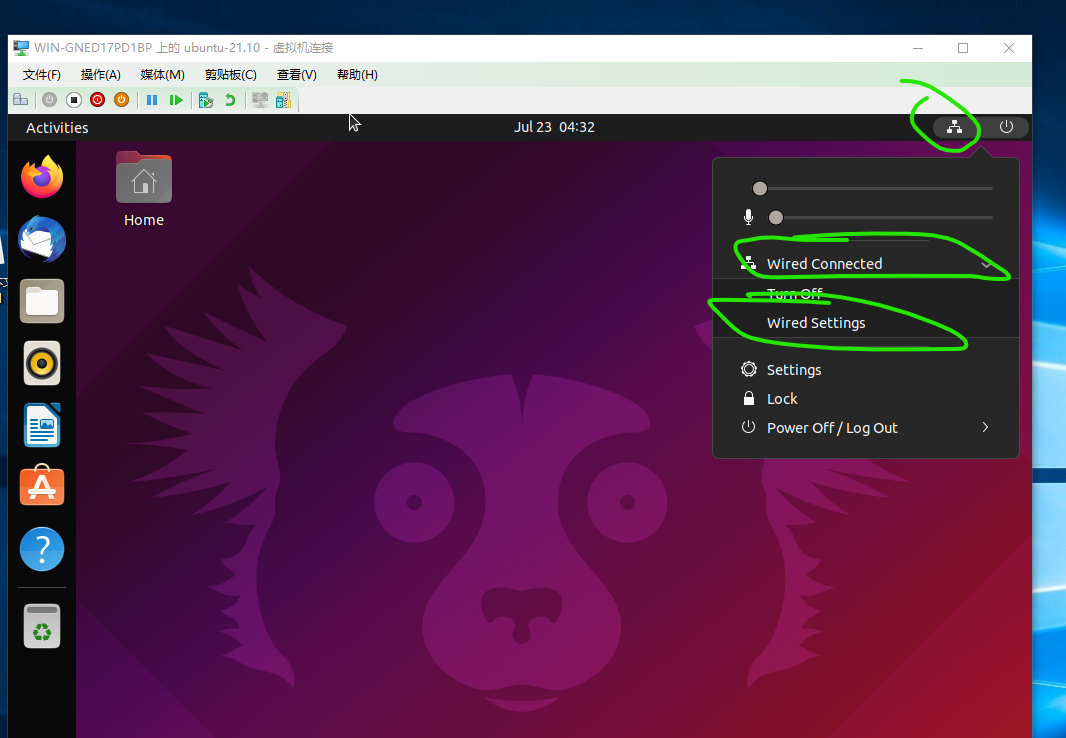 WIN-GNED17PD1BP 上的 ubuntu-21.10 - 虚拟机连接
文件(F) 操作(A) 媒体(M) 剪贴板(C) 查看(V) 帮助(H)
Activities Jul 23 04:32
Home
Wired Connected
Turn Off
Wired Settings
Settings
Lock
Power Off / Log Out